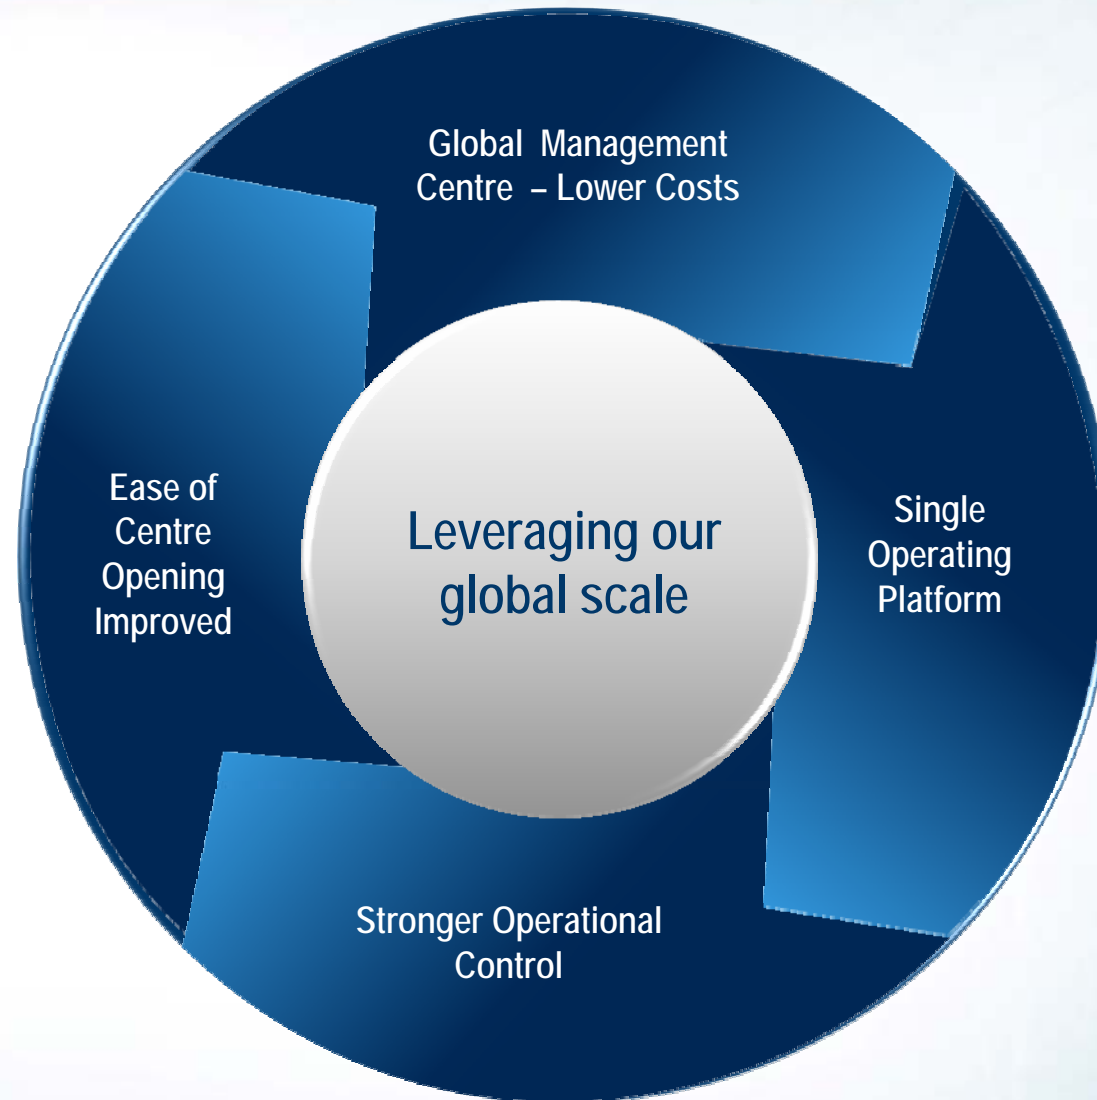 Global Management
Centre – Lower Costs
Ease of
Centre
Opening
Improved
Leveraging our
global scale
Single
Operating
Platform
Stronger Operational
Control